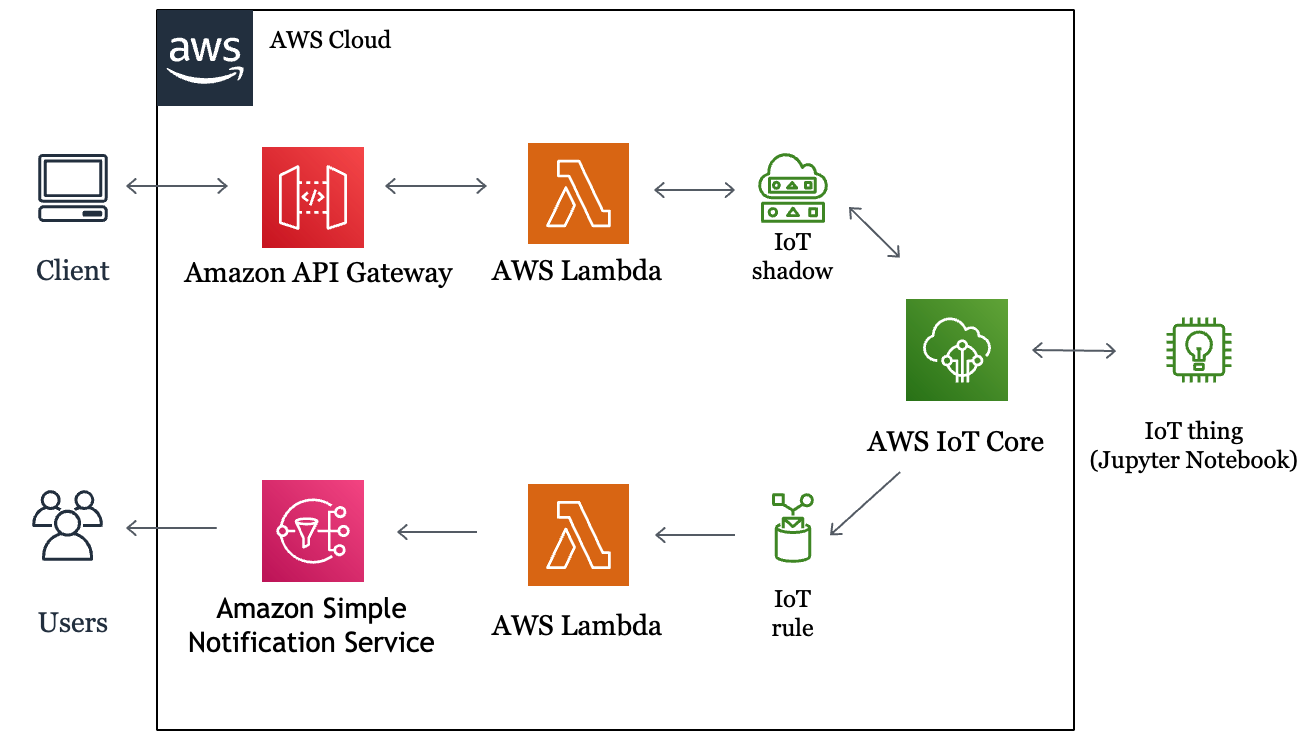 aws
AWS Cloud
Client
Amazon API Gateway
AWS Lambda
IoT
shadow
AWS IoT Core
IoT thing
(Jupyter Notebook)
Users
Amazon Simple
Notification Service
AWS Lambda
IoT
rule